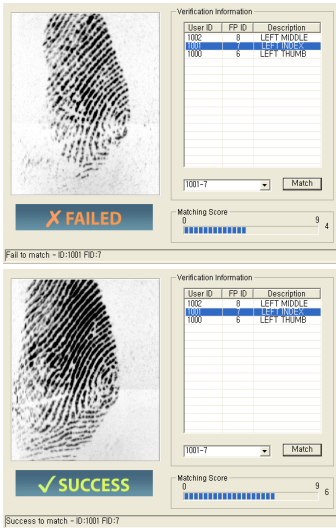 Verification Information
User ID FP ID Description
1002 8 LEFT MIDDLE
1001 7 LEFT INDEX
1000 6 LEFT THUMB
1001-7 Match
✗ FAILED
Matching Score
0 9 4
Fail to match - ID:1001 FID:7
Verification Information
User ID FP ID Description
1002 8 LEFT MIDDLE
1001 7 LEFT INDEX
1000 6 LEFT THUMB
1001-7 Match
✓ SUCCESS
Matching Score
0 9 6
Success to match - ID:1001 FID:7